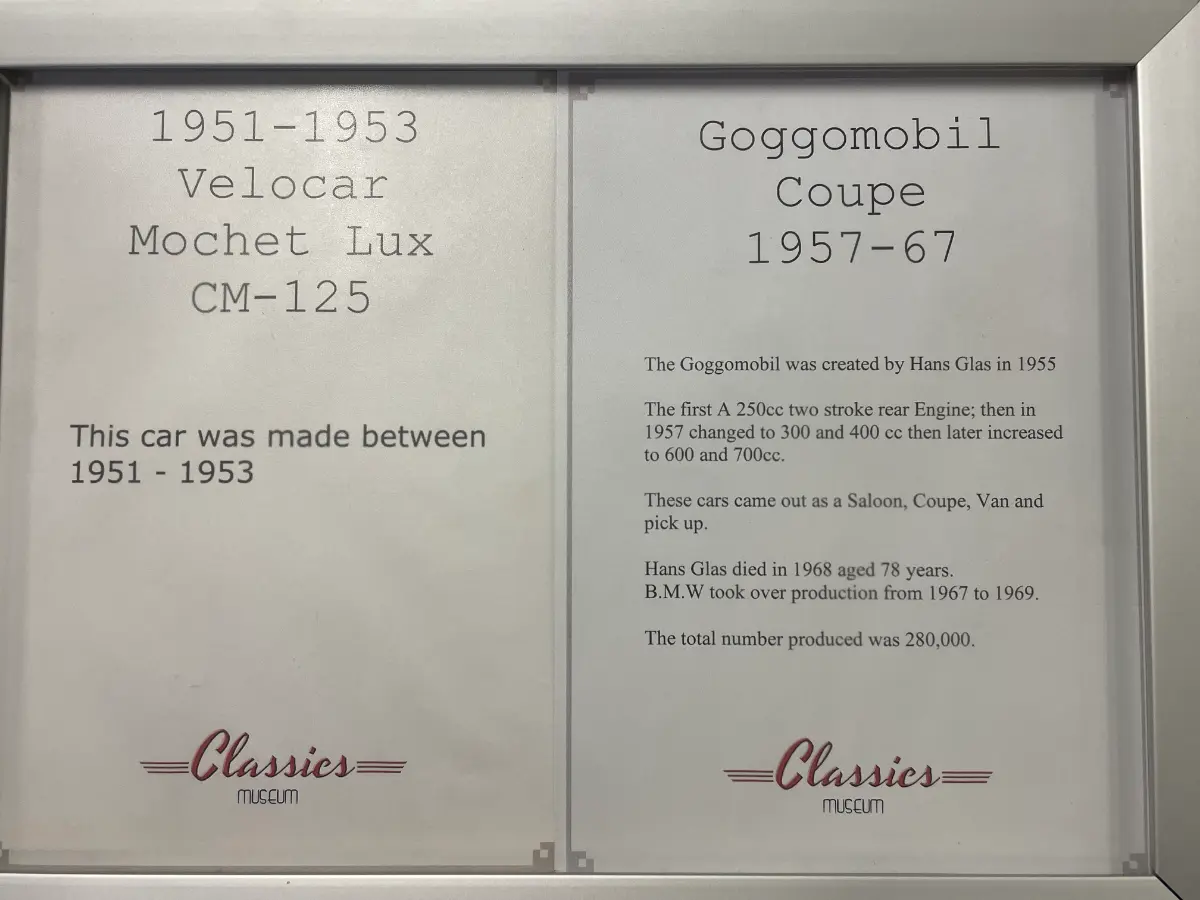 1951-1953
Velocar
Mochet Lux
CM-125
This car was made between
1951 - 1953
Classics
MUSEUM
Goggomobil
Coupe
1957-67
The Goggomobil was created by Hans Glas in 1955
The first A 250cc two stroke rear Engine; then in
1957 changed to 300 and 400 cc then later increased
to 600 and 700cc.
These cars came out as a Saloon, Coupe, Van and
pick up.
Hans Glas died in 1968 aged 78 years.
B.M.W took over production from 1967 to 1969.
The total number produced was 280,000.
Classics
MUSEUM